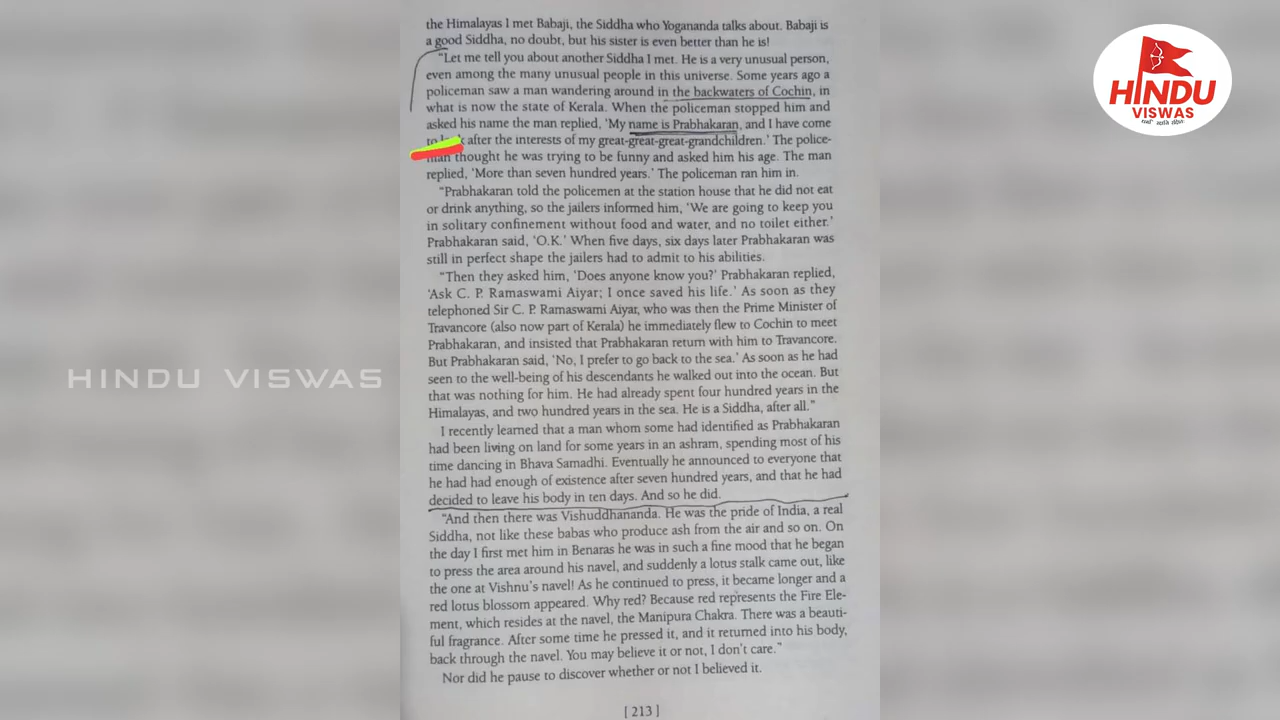 the Himalayas I met Babaji, the Siddha who Yogananda talks about. Babaji is
a good Siddha, no doubt, but his sister is even better than he is!
“Let me tell you about another Siddha I met. He is a very unusual person,
even among the many unusual people in this universe. Some years ago a
policeman saw a man wandering around in the backwaters of Cochin, in
what is now the state of Kerala. When the policeman stopped him and
asked his name the man replied, ‘My name is Prabhakaran, and I have come
to after the interests of my great-great-great-grandchildren.’ The police-
man thought he was trying to be funny and asked him his age. The man
replied, ‘More than seven hundred years.’ The policeman ran him in.
“Prabhakaran told the policemen at the station house that he did not eat
or drink anything, so the jailers informed him, ‘We are going to keep you
in solitary confinement without food and water, and no toilet either.’
Prabhakaran said, ‘O.K.’ When five days, six days later Prabhakaran was
still in perfect shape the jailers had to admit to his abilities.
“Then they asked him, ‘Does anyone know you?’ Prabhakaran replied,
‘Ask C. P. Ramaswami Aiyar; I once saved his life.’ As soon as they
telephoned Sir C. P. Ramaswami Aiyar, who was then the Prime Minister of
Travancore (also now part of Kerala) he immediately flew to Cochin to meet
Prabhakaran, and insisted that Prabhakaran return with him to Travancore.
But Prabhakaran said, ‘No, I prefer to go back to the sea.’ As soon as he had
seen to the well-being of his descendants he walked out into the ocean. But
that was nothing for him. He had already spent four hundred years in the
Himalayas, and two hundred years in the sea. He is a Siddha, after all.”
I recently learned that a man whom some had identified as Prabhakaran
had been living on land for some years in an ashram, spending most of his
time dancing in Bhava Samadhi. Eventually he announced to everyone that
he had had enough of existence after seven hundred years, and that he had
decided to leave his body in ten days. And so he did.
“And then there was Vishuddhananda. He was the pride of India, a real
Siddha, not like these babas who produce ash from the air and so on. On
the day I first met him in Benaras he was in such a fine mood that he began
to press the area around his navel, and suddenly a lotus stalk came out, like
the one at Vishnu’s navel! As he continued to press, it became longer and a
red lotus blossom appeared. Why red? Because red represents the Fire Ele-
ment, which resides at the navel, the Manipura Chakra. There was a beauti-
ful fragrance. After some time he pressed it, and it returned into his body,
back through the navel. You may believe it or not, I don’t care.”
Nor did he pause to discover whether or not I believed it.
[ 213 ]
HINDU VISWAS
HINDU
VISWAS